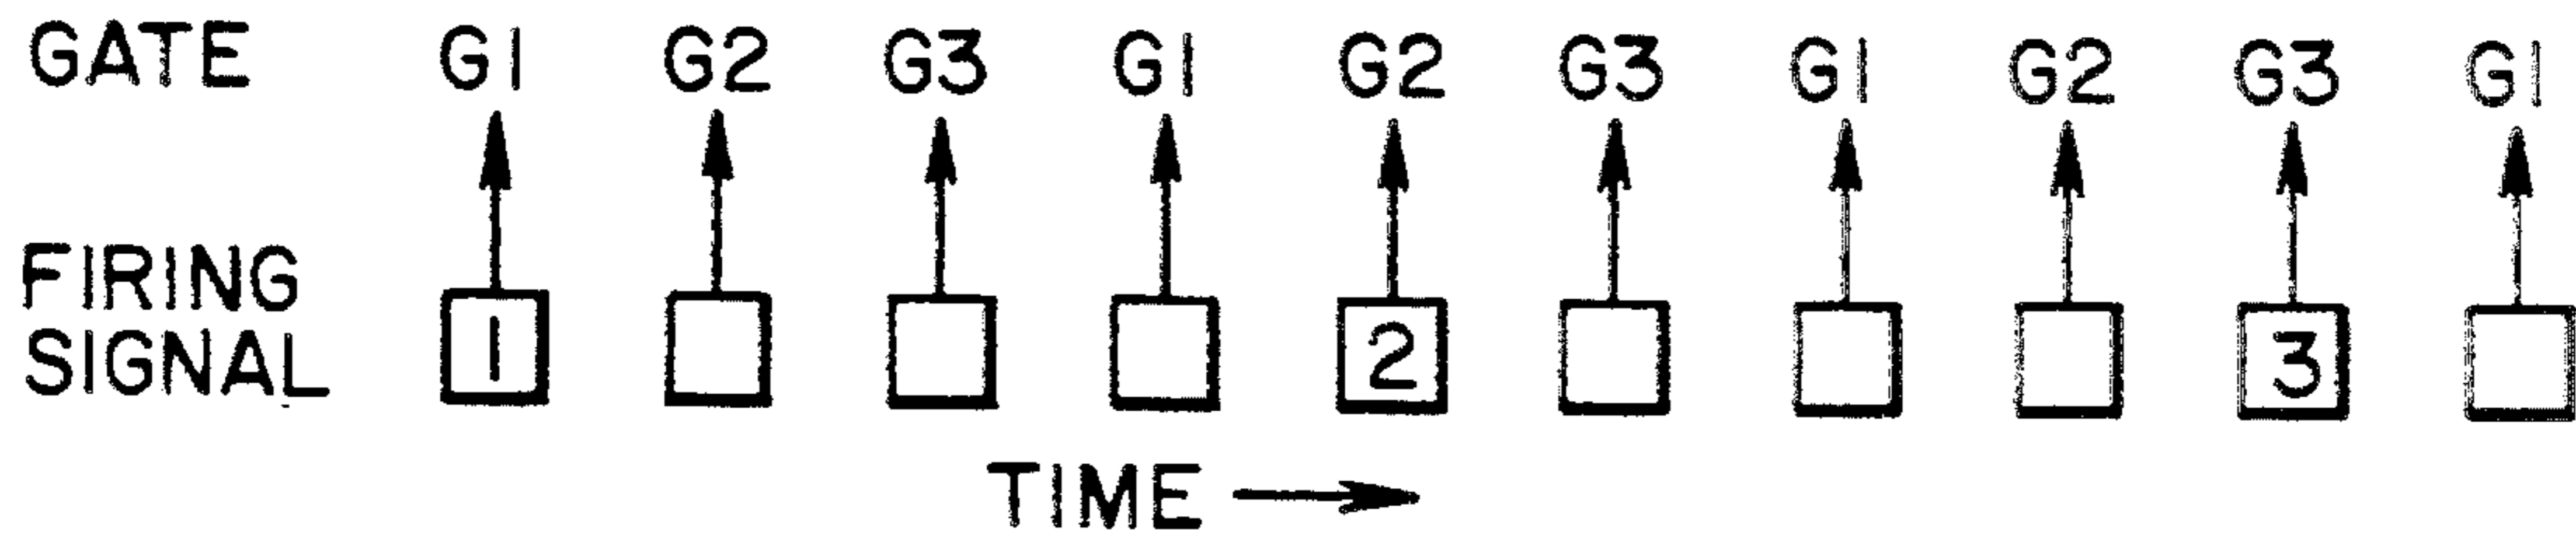 GATE G1 G2 G3 G1 G2 G3 G1 G2 G3 G1
FIRING
SIGNAL 1 2 3
TIME